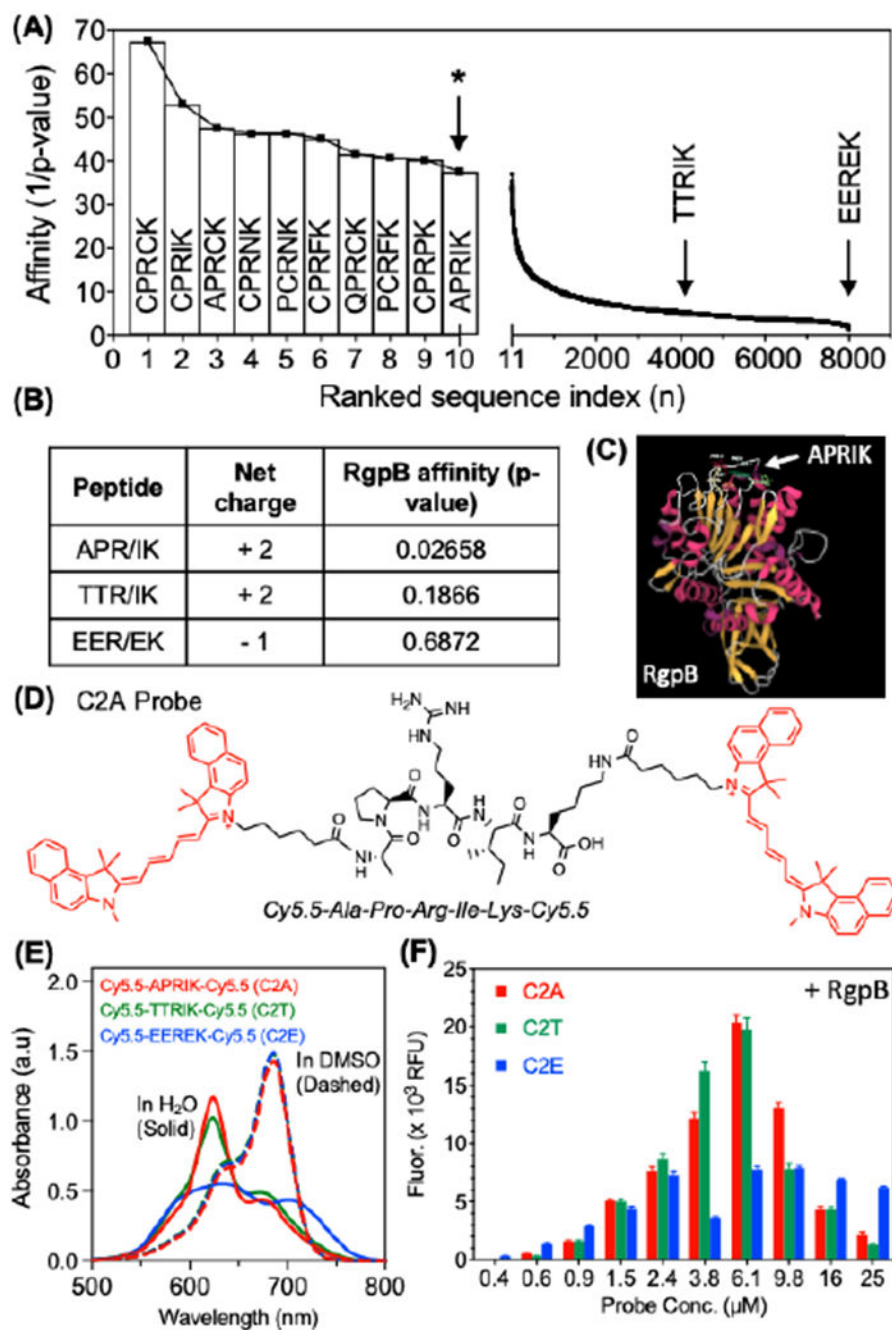 (A)
70
60
50
40
30
20
10
0
Affinity (1/p-value)
CPRCK
CPRIK
APRCK
CPRNK
PCRNK
CPRFK
QPRCK
PCRFK
CPRPK
APRIK
*
TTRIK
EEREK
0 1 2 3 4 5 6 7 8 9 10 11 2000 4000 6000 8000
Ranked sequence index (n)
(B)
Peptide Net charge RgpB affinity (p-value)
APR/IK + 2 0.02658
TTR/IK + 2 0.1866
EER/EK - 1 0.6872
(C)
APRIK
RgpB
(D) C2A Probe
H2N NH
HN
O
N
O
HN
O
N
O
N
H
O
H
N
O
N
H
O
OH
HN
O
N
N
N
Cy5.5-Ala-Pro-Arg-Ile-Lys-Cy5.5
(E)
2.0
1.5
1.0
0.5
0.0
Absorbance (a.u)
Cy5.5-APRIK-Cy5.5 (C2A)
Cy5.5-TTRIK-Cy5.5 (C2T)
Cy5.5-EEREK-Cy5.5 (C2E)
In H2O
(Solid)
In DMSO
(Dashed)
500 600 700 800
Wavelength (nm)
(F)
25
20
15
10
5
0
Fluor. (x 10³ RFU)
C2A
C2T
C2E
+ RgpB
0.4 0.6 0.9 1.5 2.4 3.8 6.1 9.8 16 25
Probe Conc. (µM)